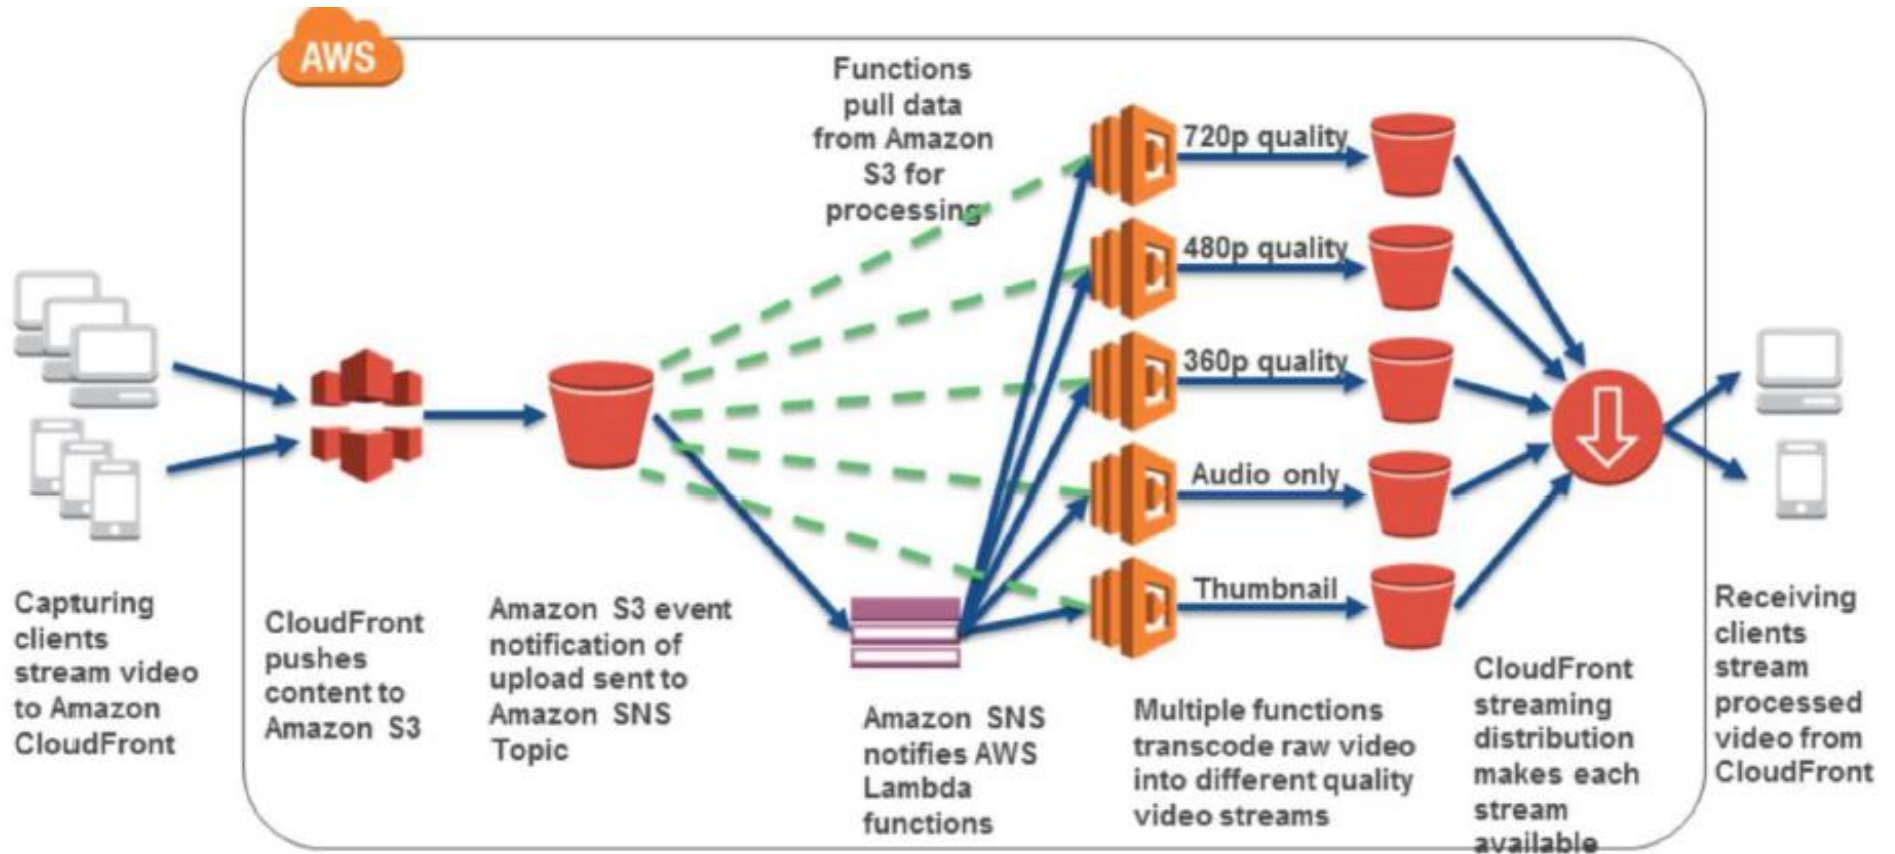 AWS
Functions
pull data
from Amazon
S3 for
processing
720p quality
480p quality
360p quality
Audio only
Thumbnail
Capturing
clients
stream video
to Amazon
CloudFront
CloudFront
pushes
content to
Amazon S3
Amazon S3 event
notification of
upload sent to
Amazon SNS
Topic
Amazon SNS
notifies AWS
Lambda
functions
Multiple functions
transcode raw video
into different quality
video streams
CloudFront
streaming
distribution
makes each
stream
available
Receiving
clients
stream
processed
video from
CloudFront